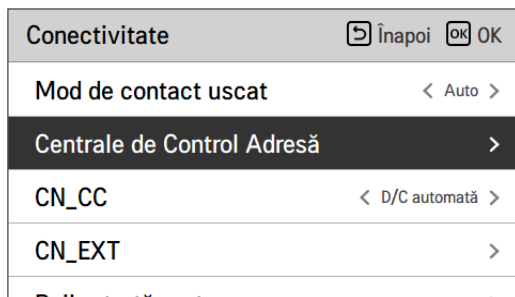 Conectivitate Înapoi OK OK
Mod de contact uscat < Auto >
Centrale de Control Adresă >
CN_CC < D/C automată >
CN_EXT >